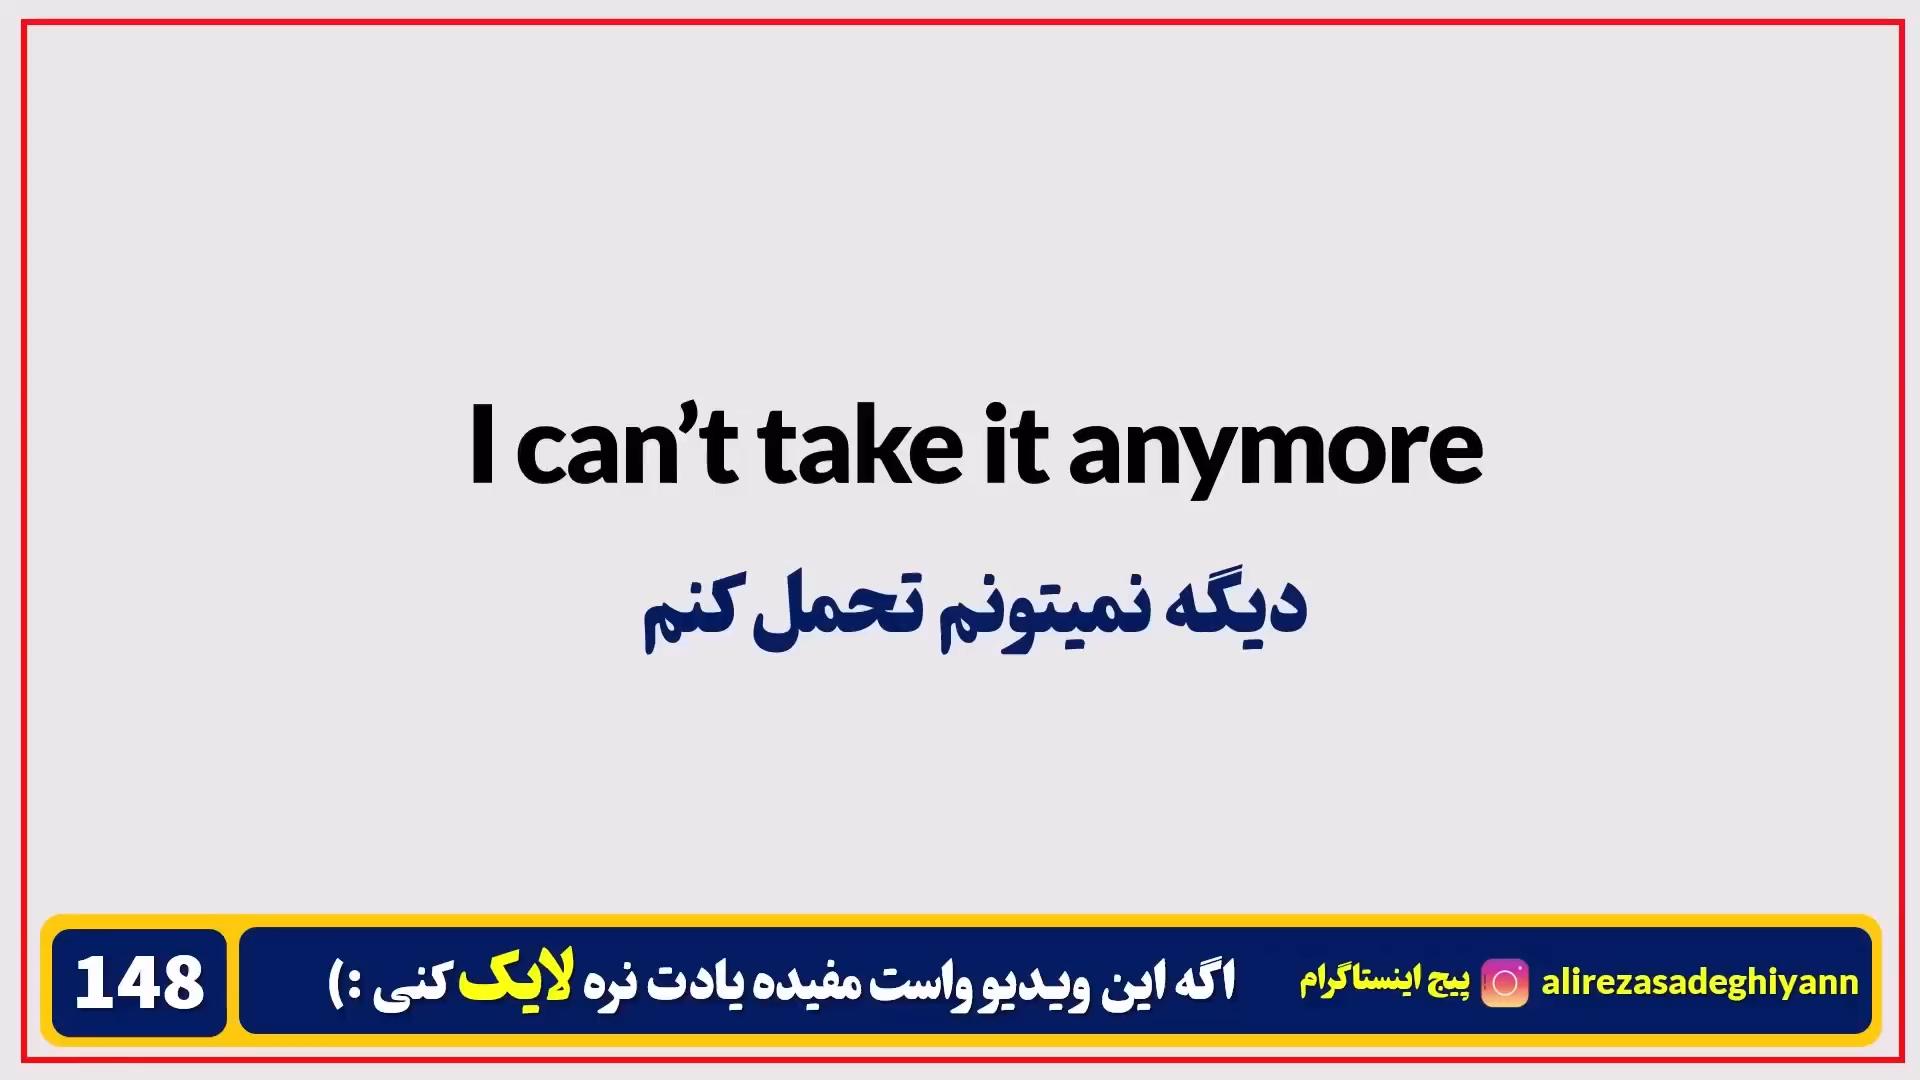 I can’t take it anymore
دیگه نمیتونم تحمل کنم
148
اگه این ویدیو واست مفیده یادت نره لایک کنی :)
پیج اینستاگرام
alirezasadeghiyann